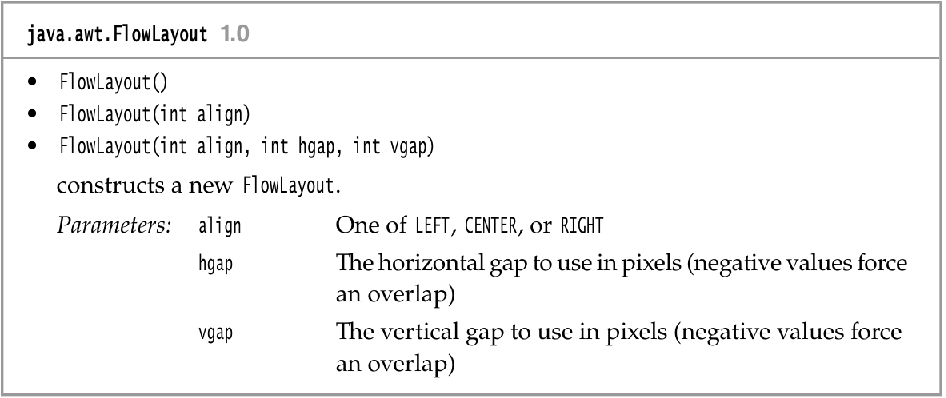 java.awt.FlowLayout 1.0
• FlowLayout()
• FlowLayout(int align)
• FlowLayout(int align, int hgap, int vgap)
constructs a new FlowLayout.
Parameters: align One of LEFT, CENTER, or RIGHT
hgap The horizontal gap to use in pixels (negative values force
an overlap)
vgap The vertical gap to use in pixels (negative values force
an overlap)